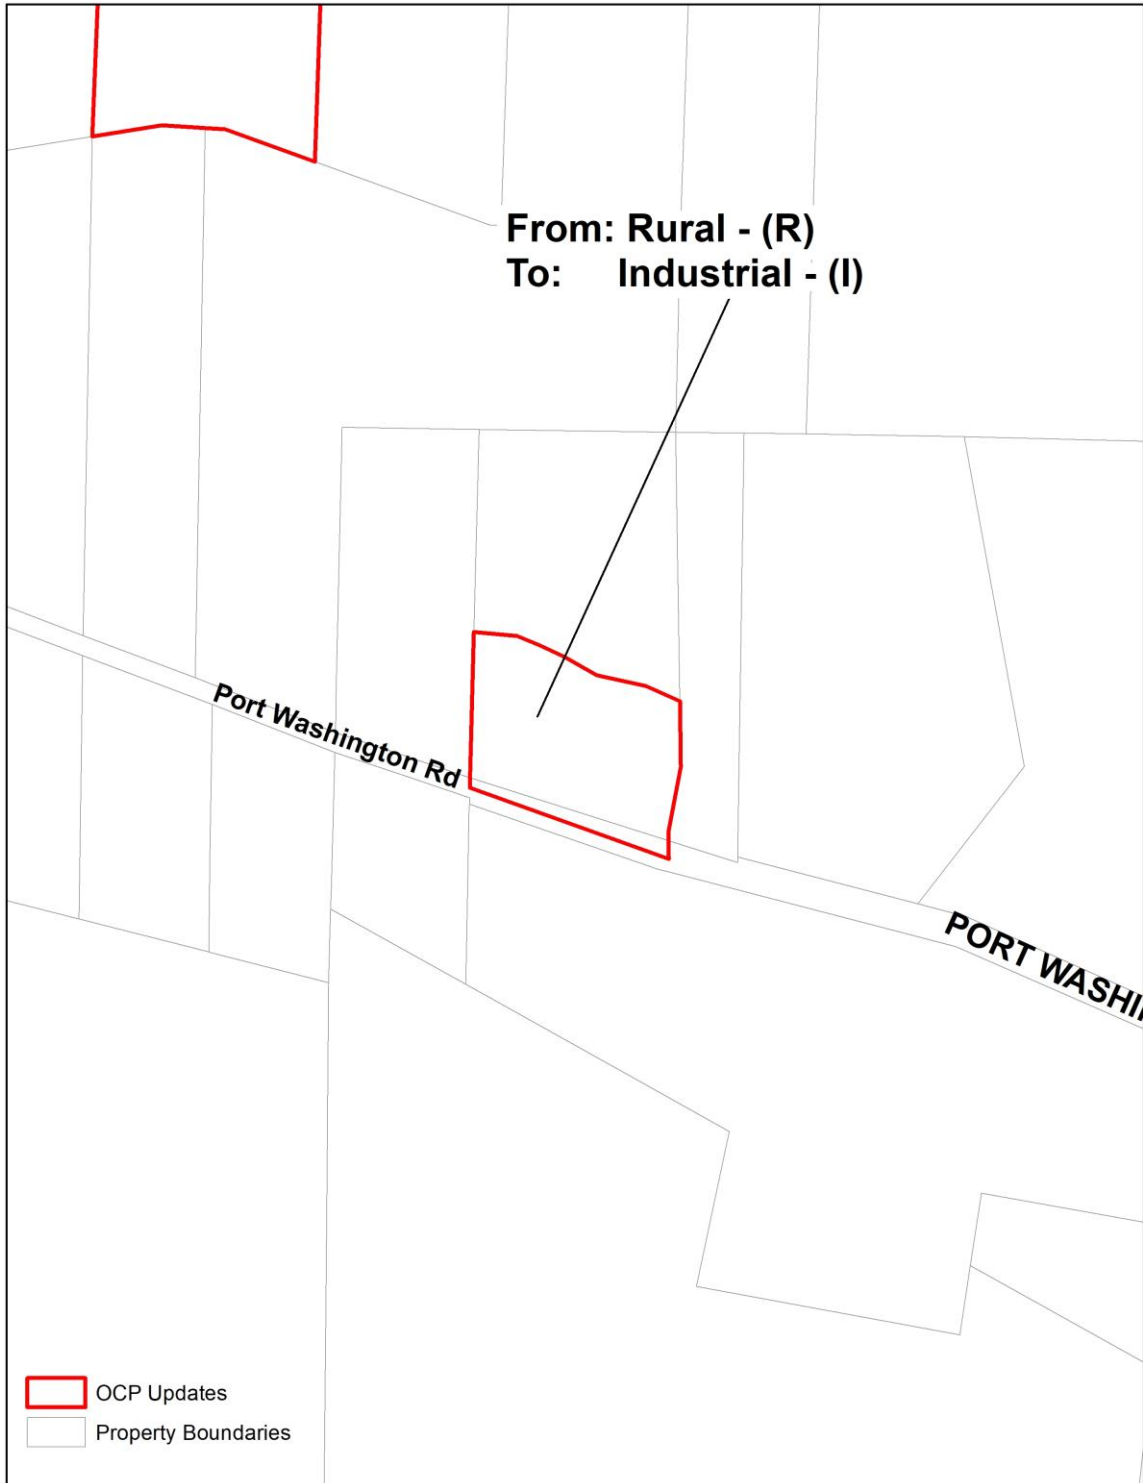 From: Rural - (R)
To: Industrial - (I)
Port Washington Rd
PORT WASHI
OCP Updates
Property Boundaries